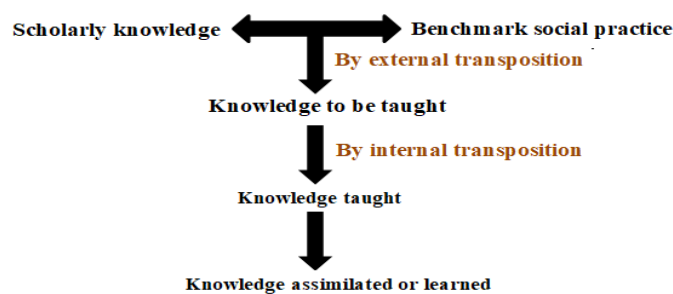 Scholarly knowledge
Benchmark social practice
By external transposition
Knowledge to be taught
By internal transposition
Knowledge taught
Knowledge assimilated or learned